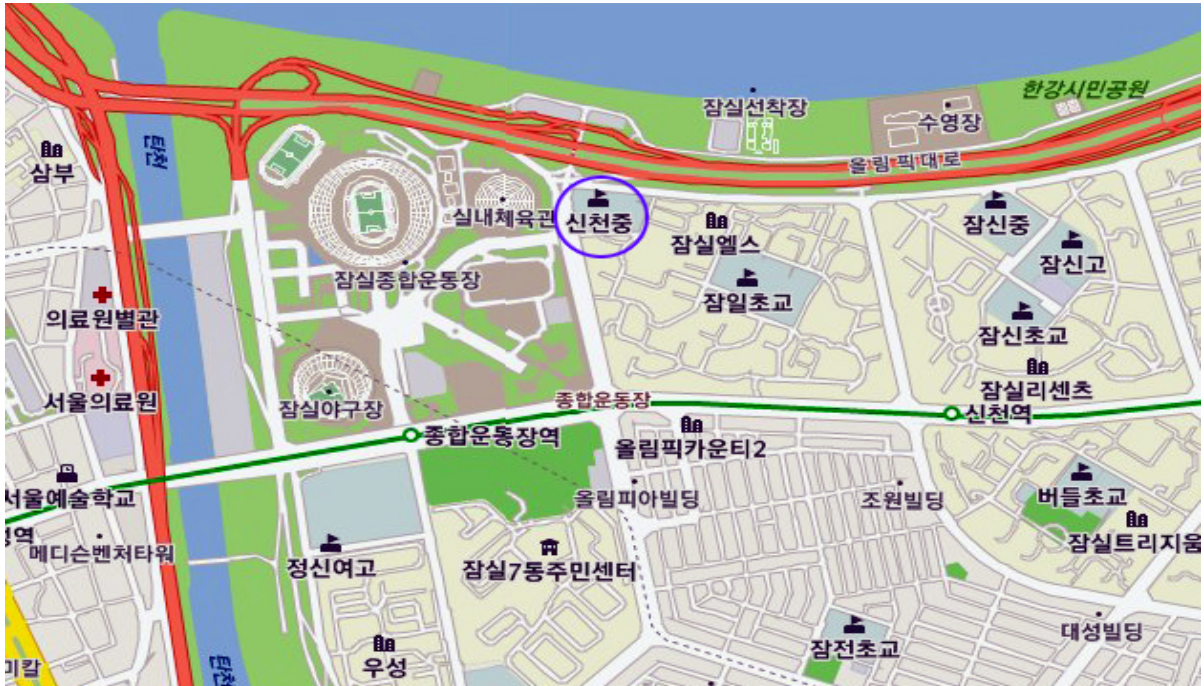 한강시민공원
잠실선착장
수영장
탄천
삼부
올림픽대로
실내체육관
신천중
잠실엘스
잠신중
잠신고
잠실종합운동장
잠일초교
잠신초교
의료원별관
서울의료원
잠실야구장
종합운동장
잠실리센츠
신천역
종합운동장역
올림픽카운티2
서울예술학교
올림피아빌딩
조원빌딩
버들초교
메디슨벤처타워
정신여고
잠실7동주민센터
잠실트리지움
잠전초교
대성빌딩
우성
탄천
미칼